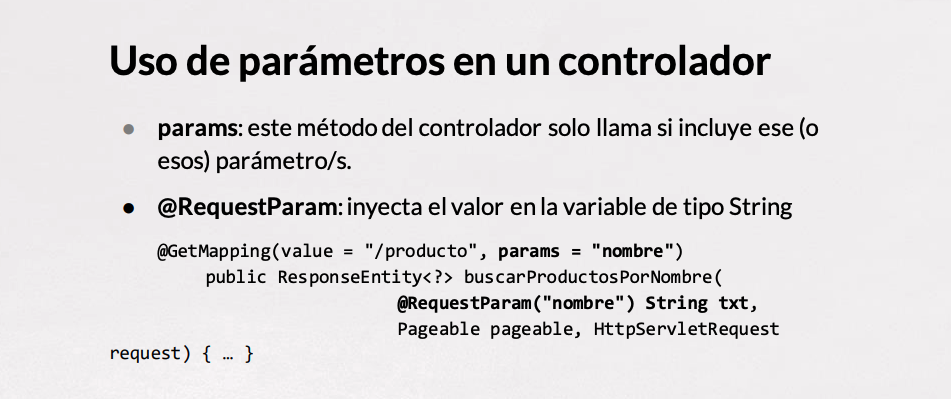 Uso de parámetros en un controlador
● params: este método del controlador solo llama si incluye ese (o
esos) parámetro/s.
● @RequestParam: inyecta el valor en la variable de tipo String
@GetMapping(value = "/producto", params = "nombre")
public ResponseEntity<?> buscarProductosPorNombre(
@RequestParam("nombre") String txt,
Pageable pageable, HttpServletRequest
request) { … }